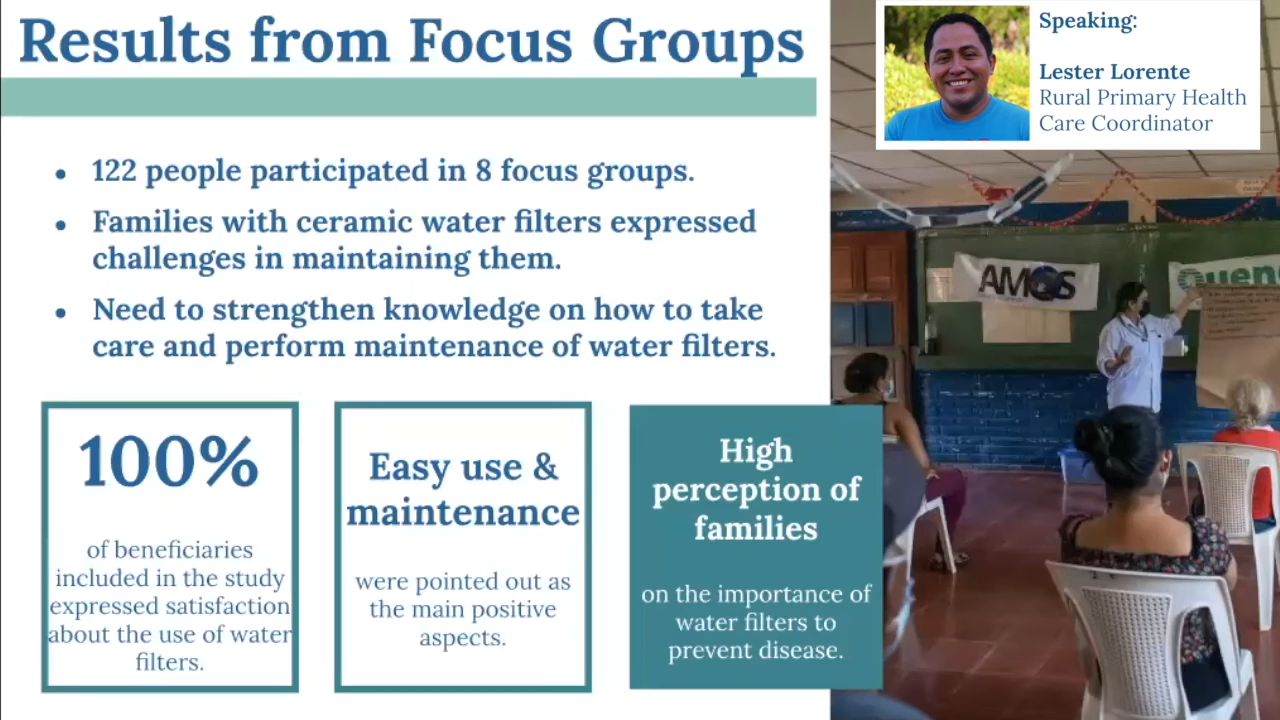 Results from Focus Groups
Speaking:
Lester Lorente
Rural Primary Health
Care Coordinator
• 122 people participated in 8 focus groups.
• Families with ceramic water filters expressed
challenges in maintaining them.
• Need to strengthen knowledge on how to take
care and perform maintenance of water filters.
100%
of beneficiaries
included in the study
expressed satisfaction
about the use of water
filters.
Easy use &
maintenance
were pointed out as
the main positive
aspects.
High
perception of
families
on the importance of
water filters to
prevent disease.
AMOS